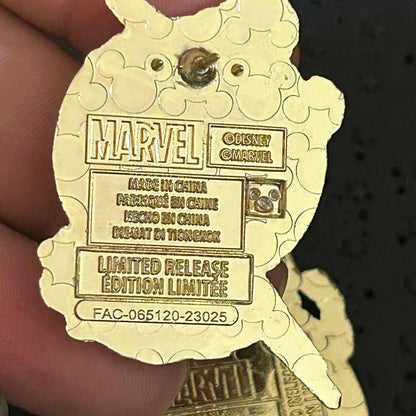 MARVEL
©DISNEY
©MARVEL
MADE IN CHINA
FABRIQUÉ EN CHINE
HECHO EN CHINA
DIBUAT DI TIONGKOK
LIMITED RELEASE
ÉDITION LIMITÉE
FAC-065120-23025
MARVEL